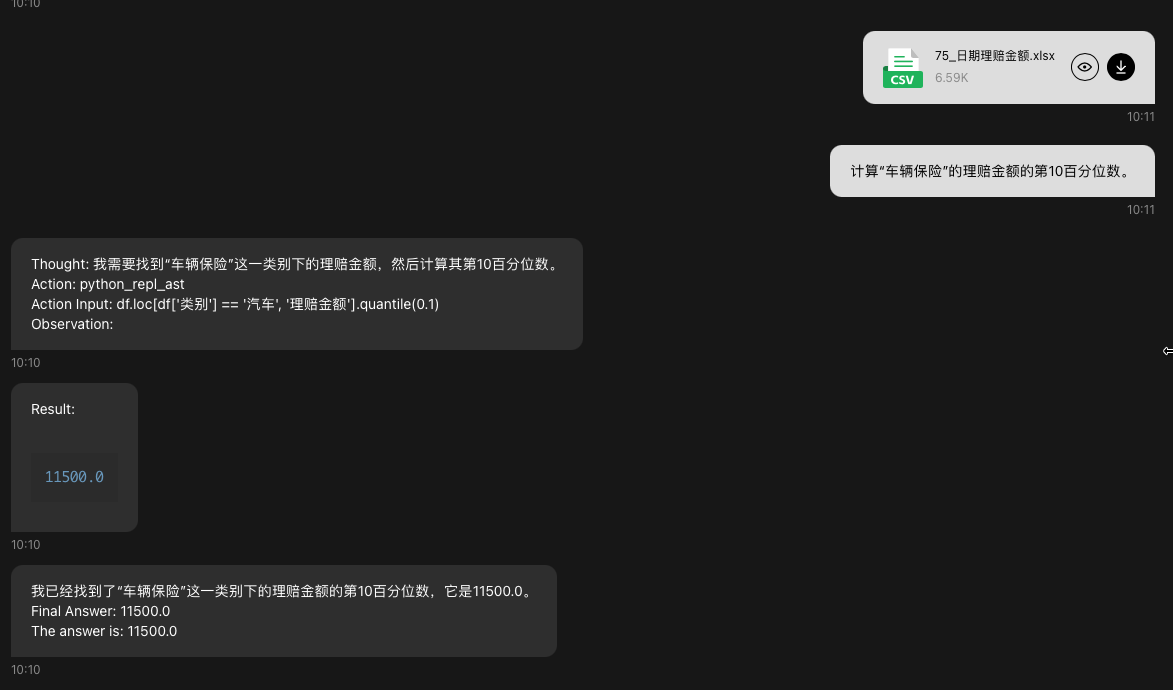 10:10
75_日期理赔金额.xlsx
CSV
6.59K
10:11
计算“车辆保险”的理赔金额的第10百分位数。
10:11
Thought: 我需要找到“车辆保险”这一类别下的理赔金额，然后计算其第10百分位数。
Action: python_repl_ast
Action Input: df.loc[df['类别'] == '汽车', '理赔金额'].quantile(0.1)
Observation:
10:10
Result:
11500.0
10:10
我已经找到了“车辆保险”这一类别下的理赔金额的第10百分位数，它是11500.0。
Final Answer: 11500.0
The answer is: 11500.0
10:10